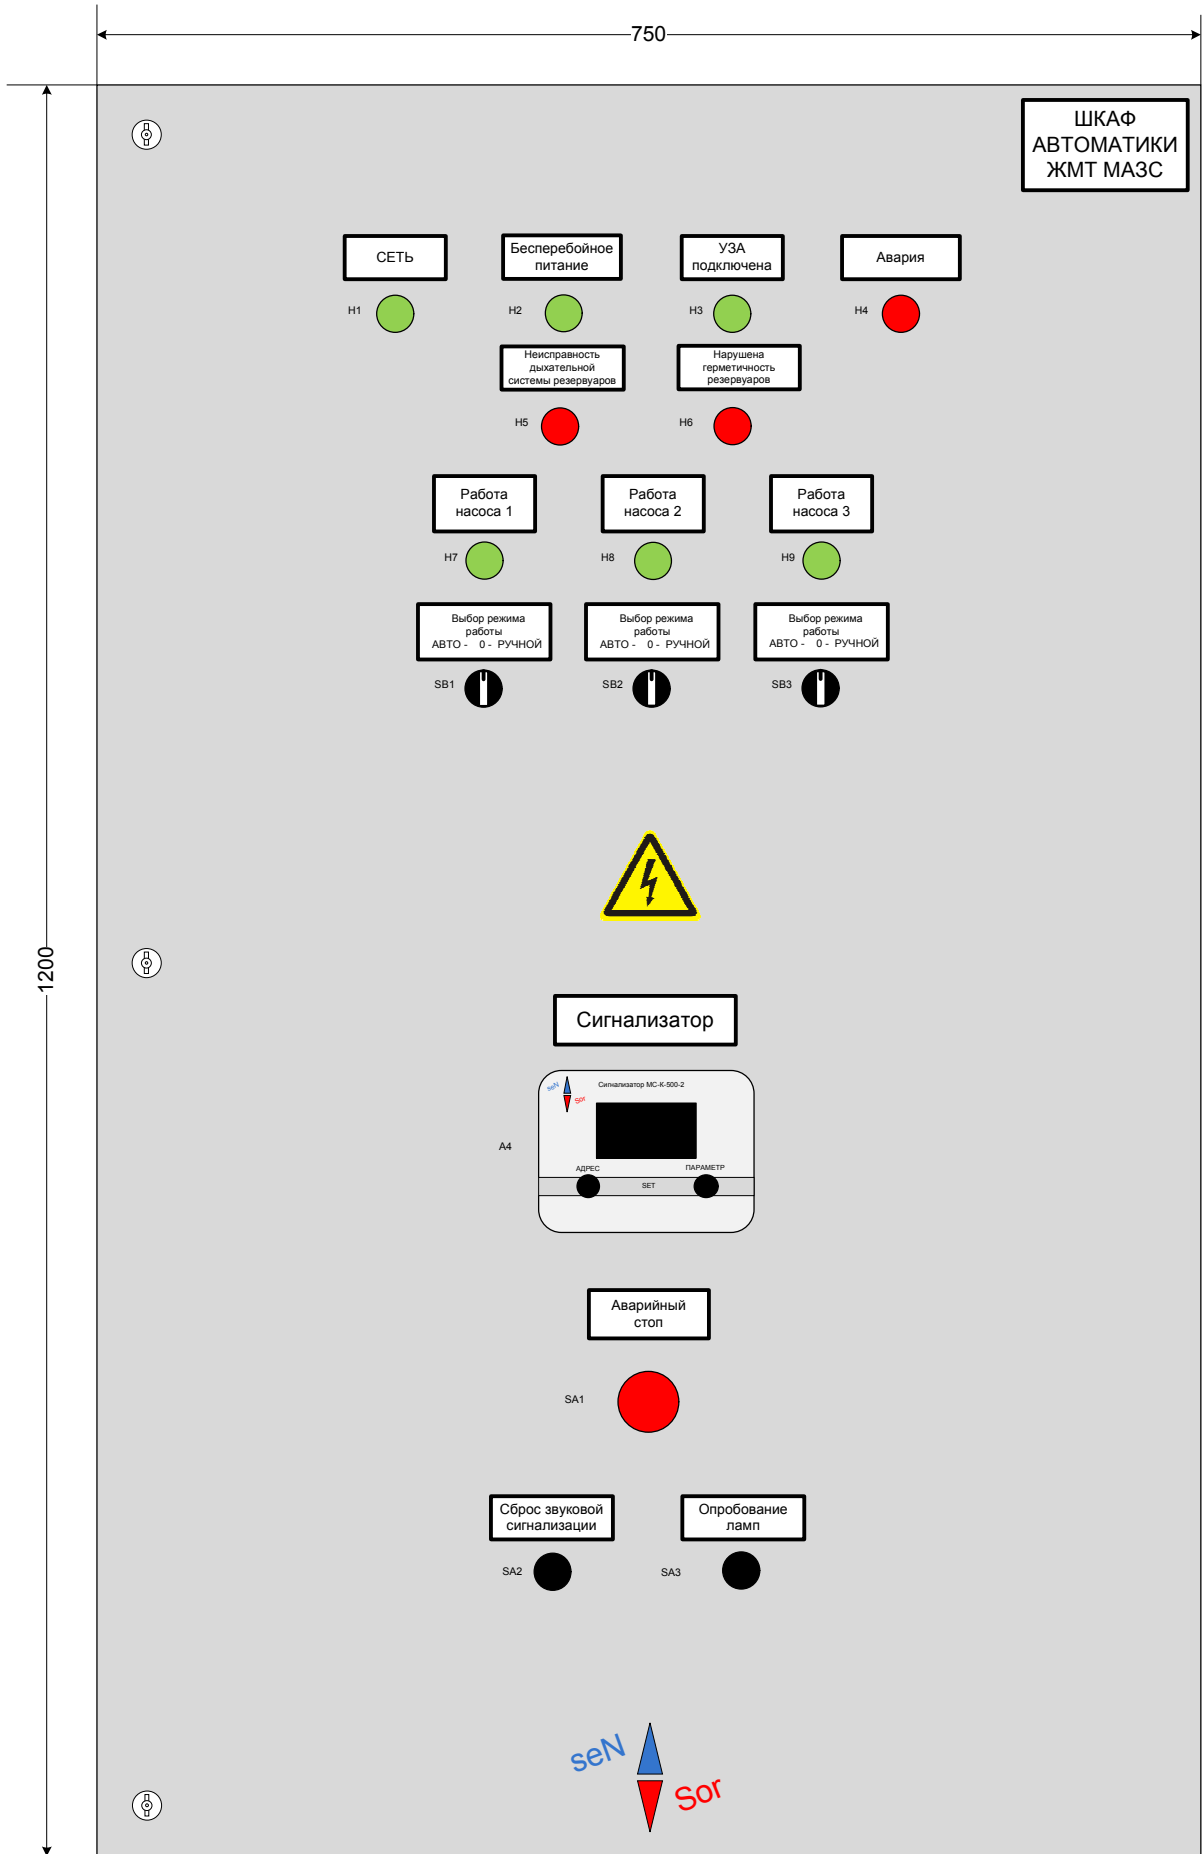 750
1200
ШКАФ
АВТОМАТИКИ
ЖМТ МАЗС
СЕТЬ
Бесперебойное
питание
УЗА
подключена
Авария
H1
H2
H3
H4
Неисправность
дыхательной
системы резервуаров
Нарушена
герметичность
резервуаров
H5
H6
Работа
насоса 1
Работа
насоса 2
Работа
насоса 3
H7
H8
H9
Выбор режима
работы
АВТО - 0 - РУЧНОЙ
Выбор режима
работы
АВТО - 0 - РУЧНОЙ
Выбор режима
работы
АВТО - 0 - РУЧНОЙ
SB1
SB2
SB3
Сигнализатор
seN
Sor
Сигнализатор МС-К-500-2
A4
АДРЕС
ПАРАМЕТР
SET
Аварийный
стоп
SA1
Сброс звуковой
сигнализации
Опробование
ламп
SA2
SA3
seN
Sor